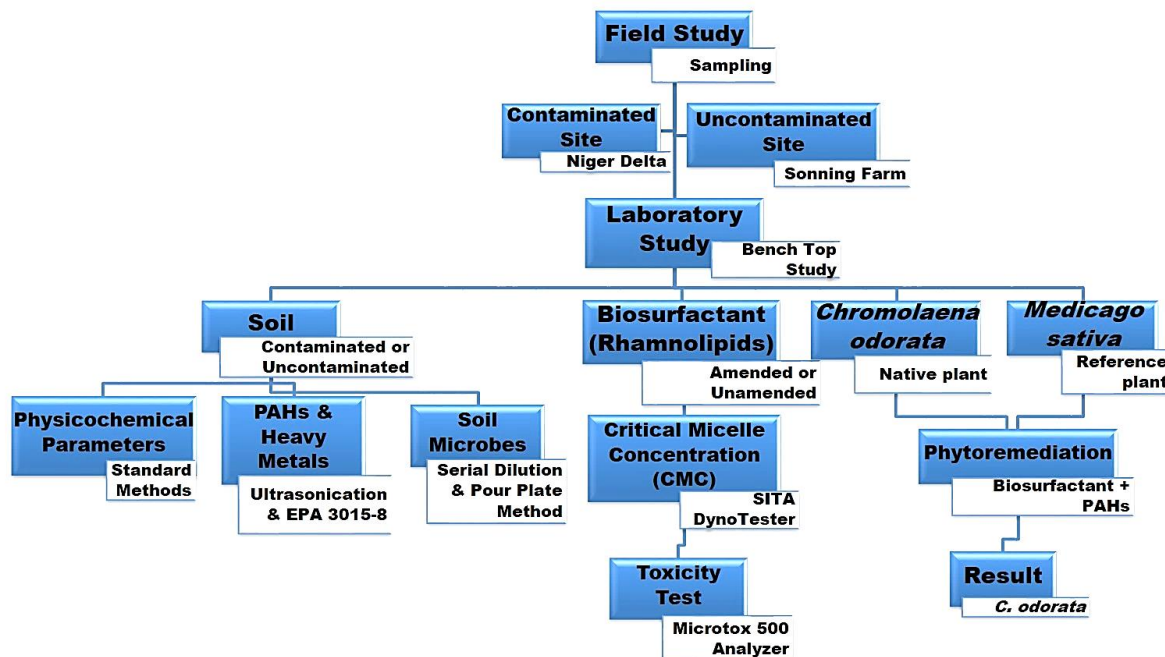 Field Study
Sampling
Contaminated
Site
Niger Delta
Uncontaminated
Site
Sonning Farm
Laboratory
Study
Bench Top
Study
Soil
Contaminated or
Uncontaminated
Biosurfactant
(Rhamnolipids)
Amended or
Unamended
Chromolaena
odorata
Native plant
Medicago
sativa
Reference
plant
Physicochemical
Parameters
Standard
Methods
PAHs &
Heavy
Metals
Ultrasonication
& EPA 3015-8
Soil
Microbes
Serial Dilution
& Pour Plate
Method
Critical Micelle
Concentration
(CMC)
SITA
DynoTester
Phytoremediation
Biosurfactant +
PAHs
Toxicity
Test
Microtox 500
Analyzer
Result
C. odorata